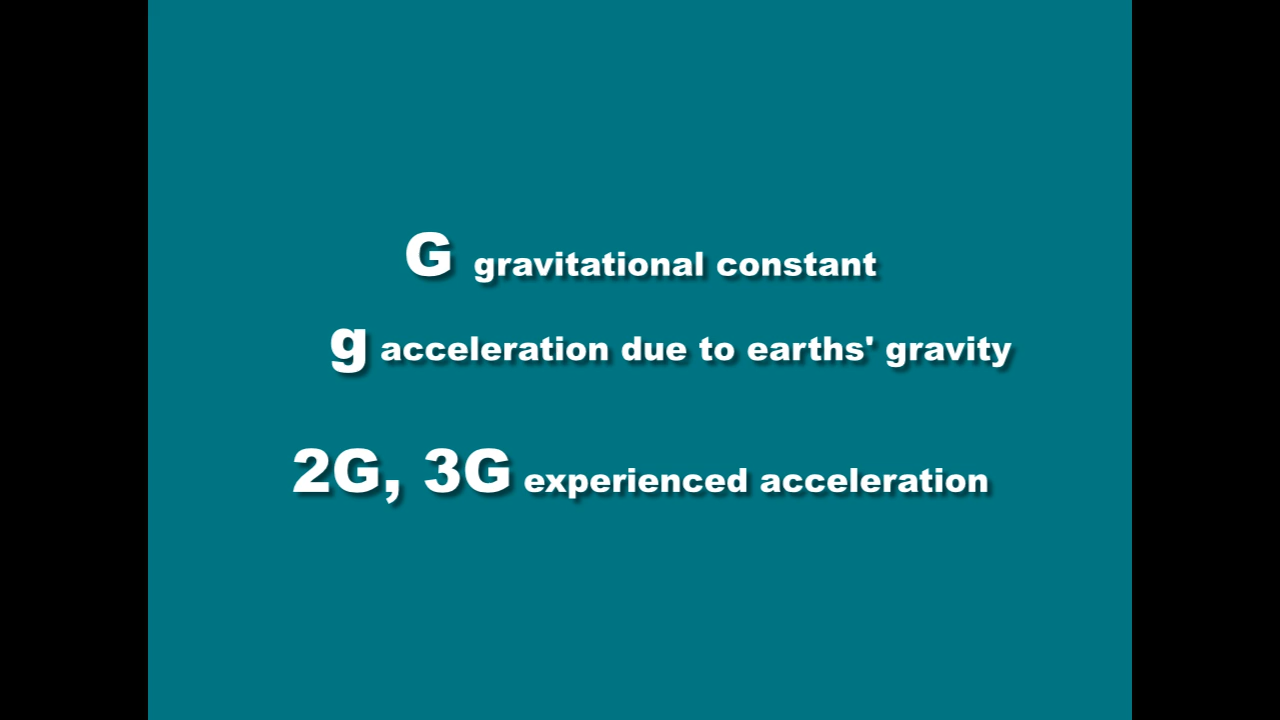 G gravitational constant
g acceleration due to earths' gravity
2G, 3G experienced acceleration